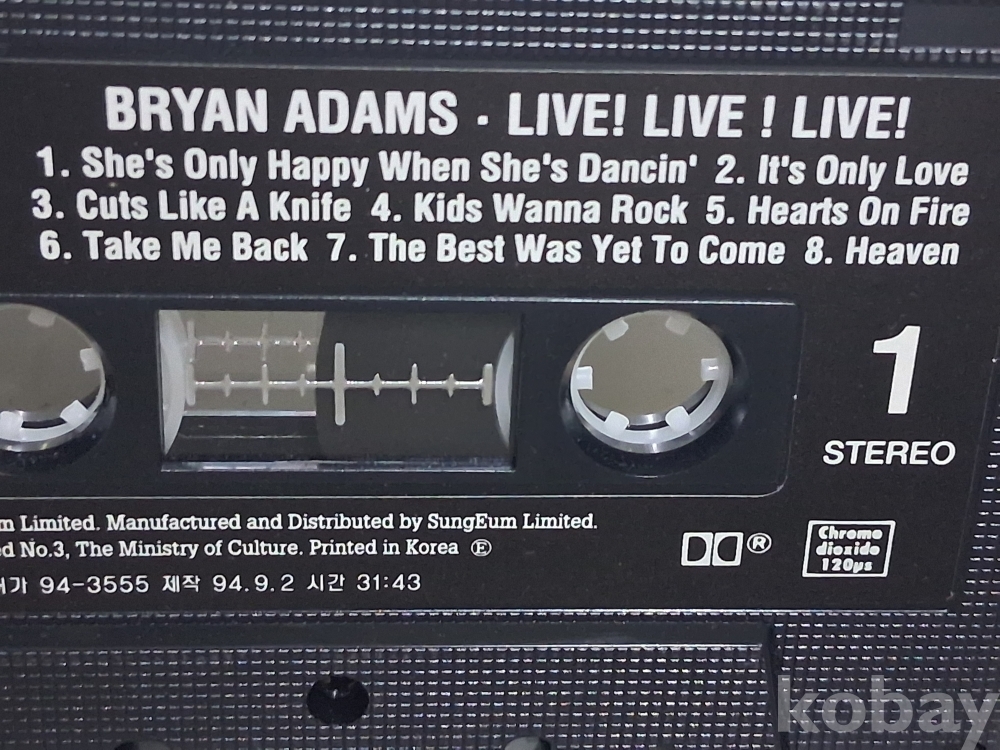 BRYAN ADAMS · LIVE! LIVE ! LIVE!
1. She's Only Happy When She's Dancin' 2. It's Only Love
3. Cuts Like A Knife 4. Kids Wanna Rock 5. Hearts On Fire
6. Take Me Back 7. The Best Was Yet To Come 8. Heaven
1
STEREO
Limited. Manufactured and Distributed by SungEum Limited.
No.3, The Ministry of Culture. Printed in Korea Ⓔ
®
Chrome
dioxide
120μs
94-3555 제작 94.9.2 시간 31:43
kobay